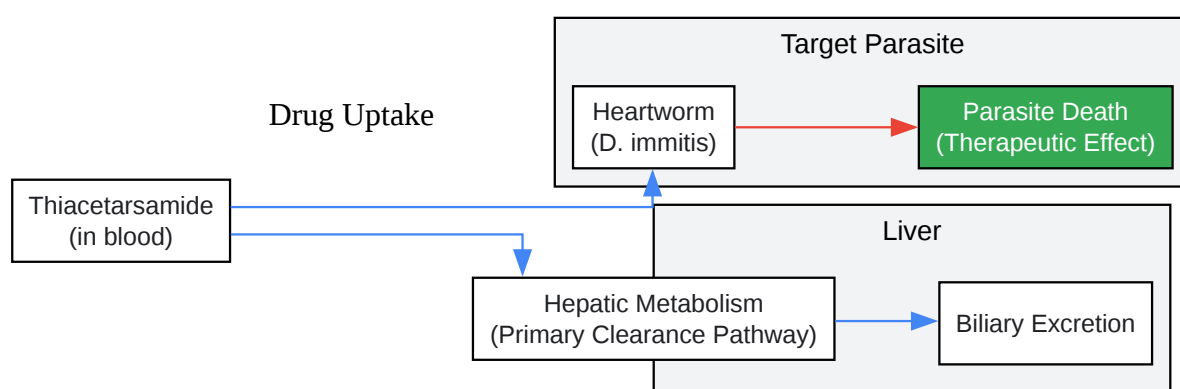 Target Parasite
Drug Uptake
Heartworm
(D. immitis)
Parasite Death
(Therapeutic Effect)
Thiacetarsamide
(in blood)
Liver
Hepatic Metabolism
(Primary Clearance Pathway)
Biliary Excretion